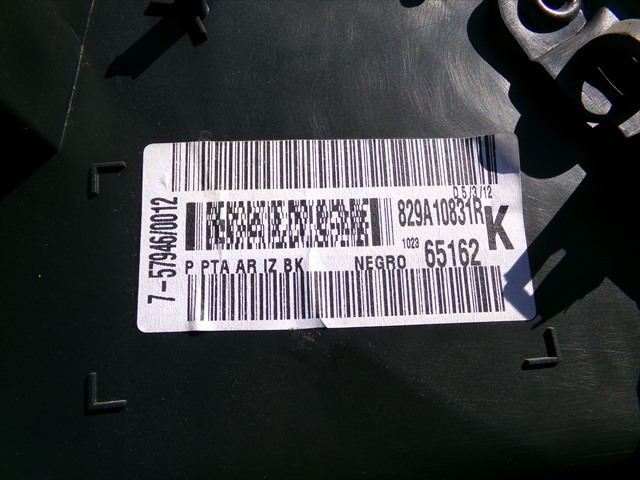 7-57946/0012
D.5/3/12
829A10831R
K
1023 65162
P PTA AR IZ BK NEGRO